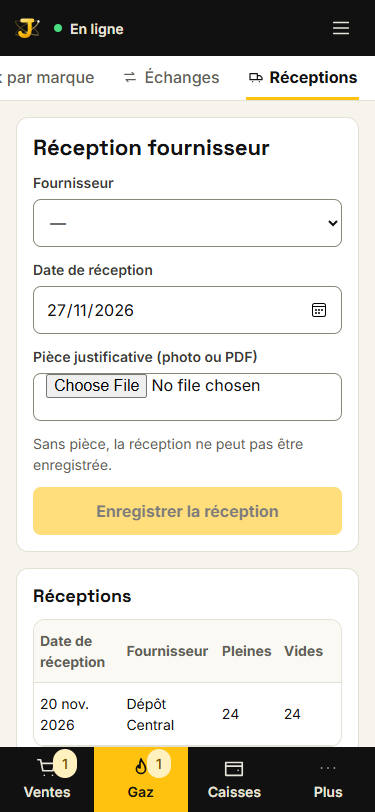 J
En ligne
par marque
Échanges
Réceptions
Réception fournisseur
Fournisseur
—
Date de réception
27/11/2026
Pièce justificative (photo ou PDF)
Choose File No file chosen
Sans pièce, la réception ne peut pas être
enregistrée.
Enregistrer la réception
Réceptions
Date de
réception
Fournisseur
Pleines
Vides
20 nov.
2026
Dépôt
Central
24
24
1
Ventes
1
Gaz
Caisses
Plus